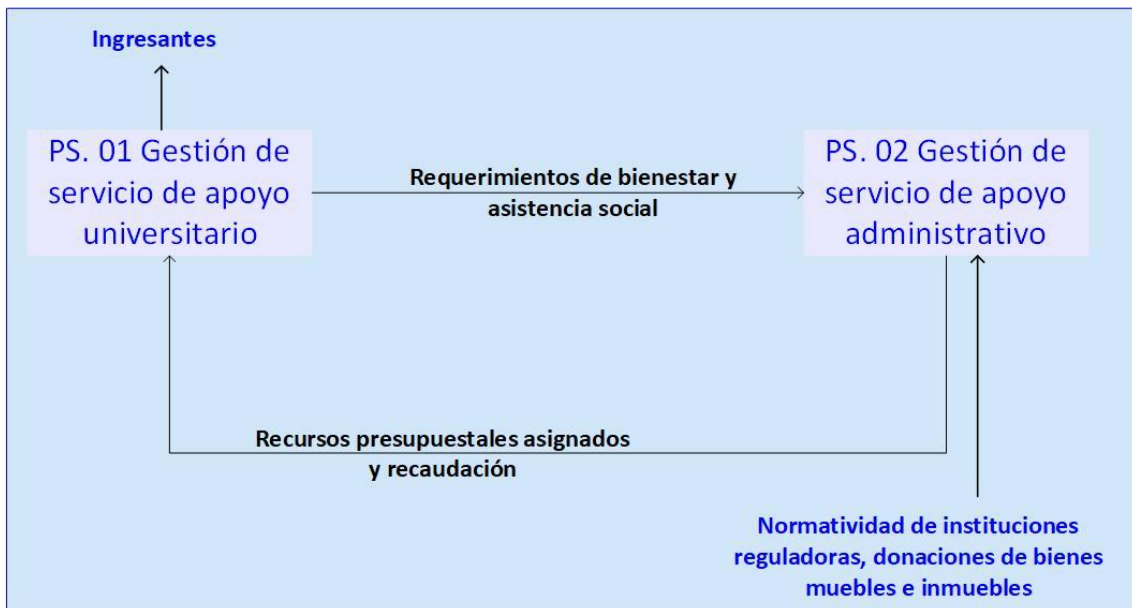 Ingresantes
PS. 01 Gestión de
servicio de apoyo
universitario
Requerimientos de bienestar y
asistencia social
PS. 02 Gestión de
servicio de apoyo
administrativo
Recursos presupuestales asignados
y recaudación
Normatividad de instituciones
reguladoras, donaciones de bienes
muebles e inmuebles